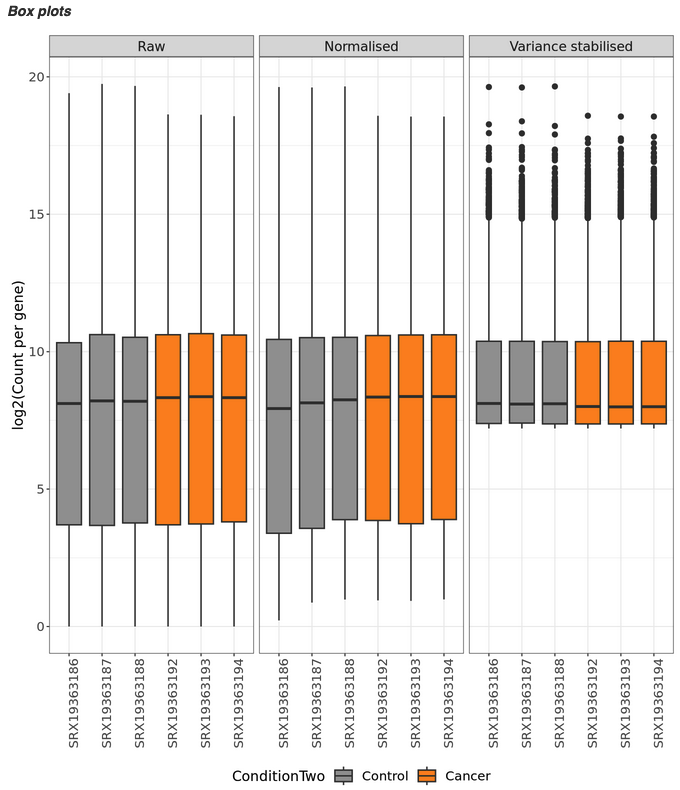 Box plots
Raw
Normalised
Variance stabilised
log2(Count per gene)
20
15
10
5
0
SRX19363186
SRX19363187
SRX19363188
SRX19363192
SRX19363193
SRX19363194
SRX19363186
SRX19363187
SRX19363188
SRX19363192
SRX19363193
SRX19363194
SRX19363186
SRX19363187
SRX19363188
SRX19363192
SRX19363193
SRX19363194
ConditionTwo Control Cancer